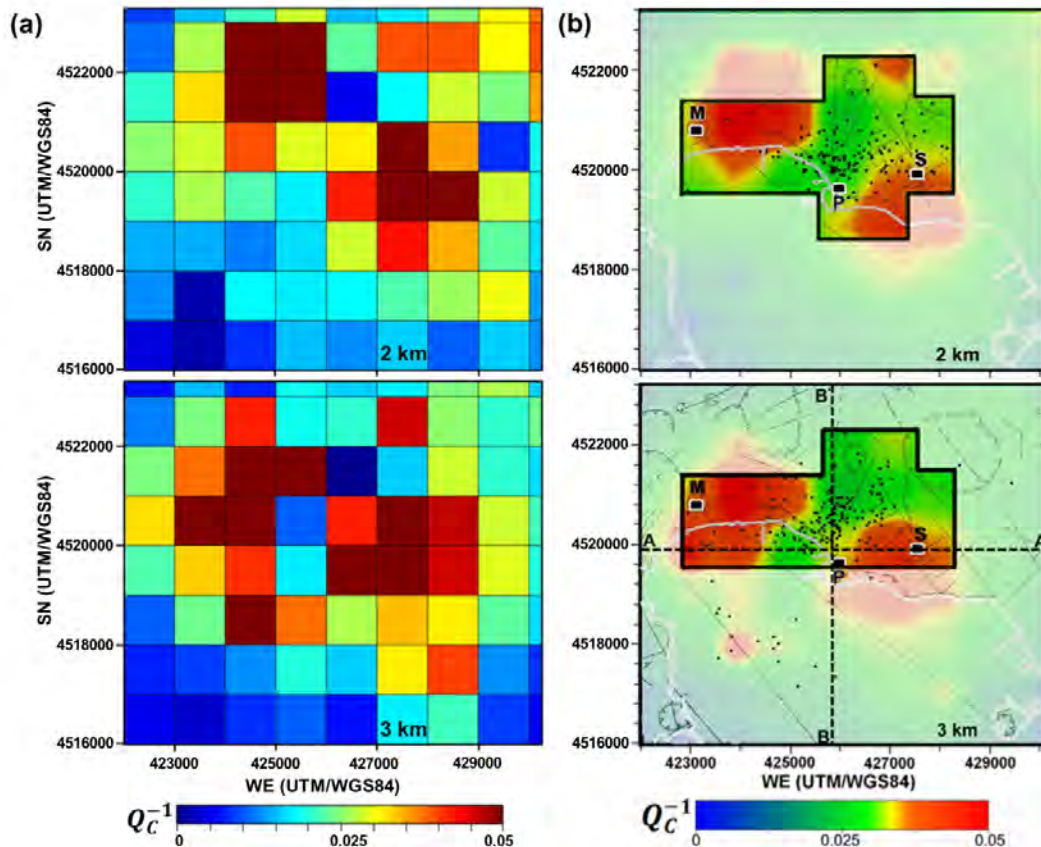 (a)
(b)
SN (UTM/WGS84)
4522000
4520000
4518000
4516000
2 km
4522000
4520000
4518000
4516000
M
S
P
2 km
SN (UTM/WGS84)
4522000
4520000
4518000
4516000
3 km
423000
425000
427000
429000
WE (UTM/WGS84)
4522000
4520000
4518000
4516000
B
M
S
A
A
P
B
3 km
423000
425000
427000
429000
WE (UTM/WGS84)
Q_C^{-1}
0
0.025
0.05
Q_C^{-1}
0
0.025
0.05